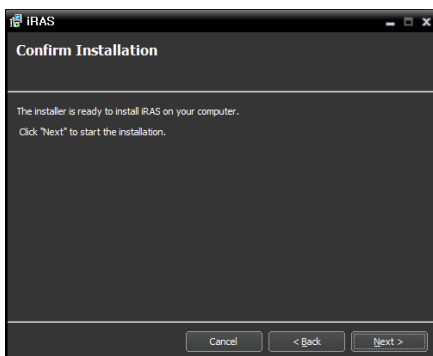 iRAS
Confirm Installation
The installer is ready to install iRAS on your computer.
Click "Next" to start the installation.
Cancel
< Back
Next >